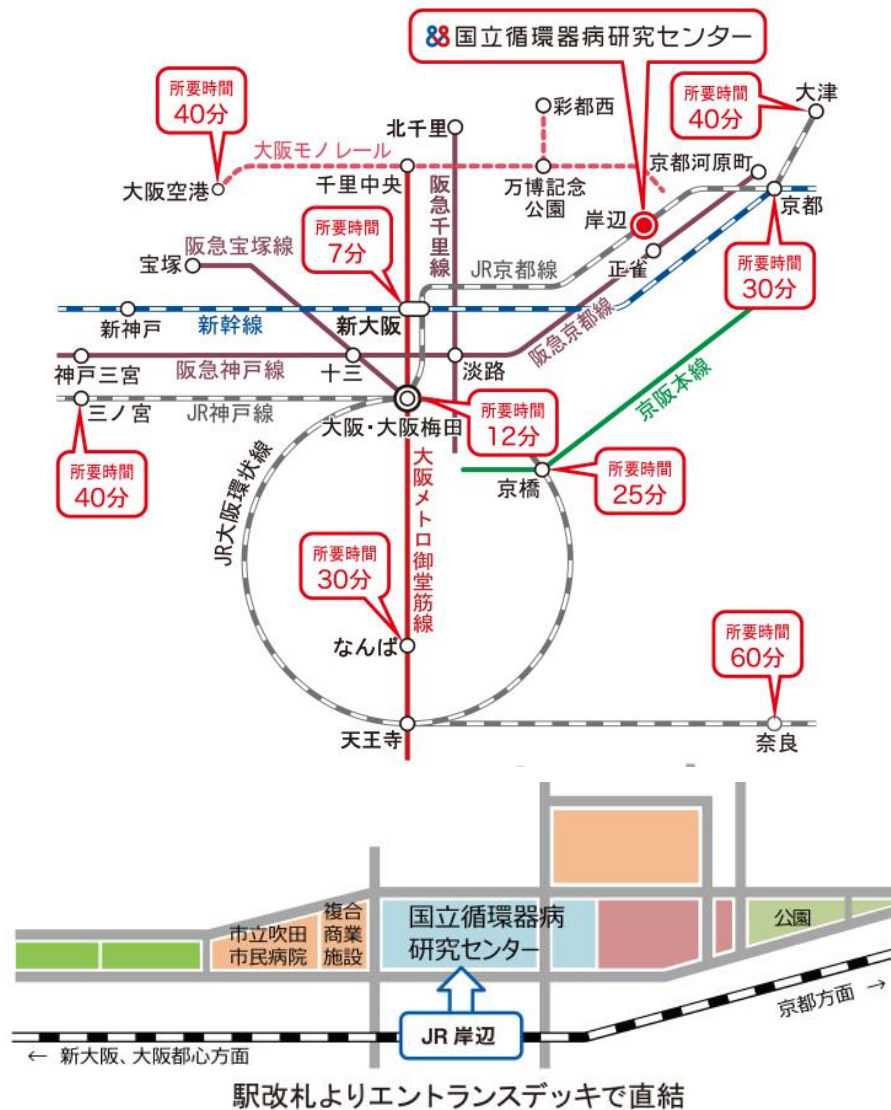 国立循環器病研究センター
所要時間
40分
所要時間
40分
大津
彩都西
北千里
大阪モノレール
京都河原町
千里中央
阪急千里線
万博記念
公園
大阪空港
京都
岸辺
所要時間
7分
阪急宝塚線
宝塚
JR京都線
正雀
所要時間
30分
新神戸
新幹線
新大阪
阪急京都線
神戸三宮
阪急神戸線
十三
淡路
京阪本線
三ノ宮
JR神戸線
大阪・大阪梅田
所要時間
12分
所要時間
40分
JR大阪環状線
大阪メトロ御堂筋線
京橋
所要時間
25分
所要時間
30分
なんば
所要時間
60分
天王寺
奈良
市立吹田
市民病院
複合
商業
施設
国立循環器病
研究センター
公園
京都方面 →
JR 岸辺
← 新大阪、大阪都心方面
駅改札よりエントランスデッキで直結